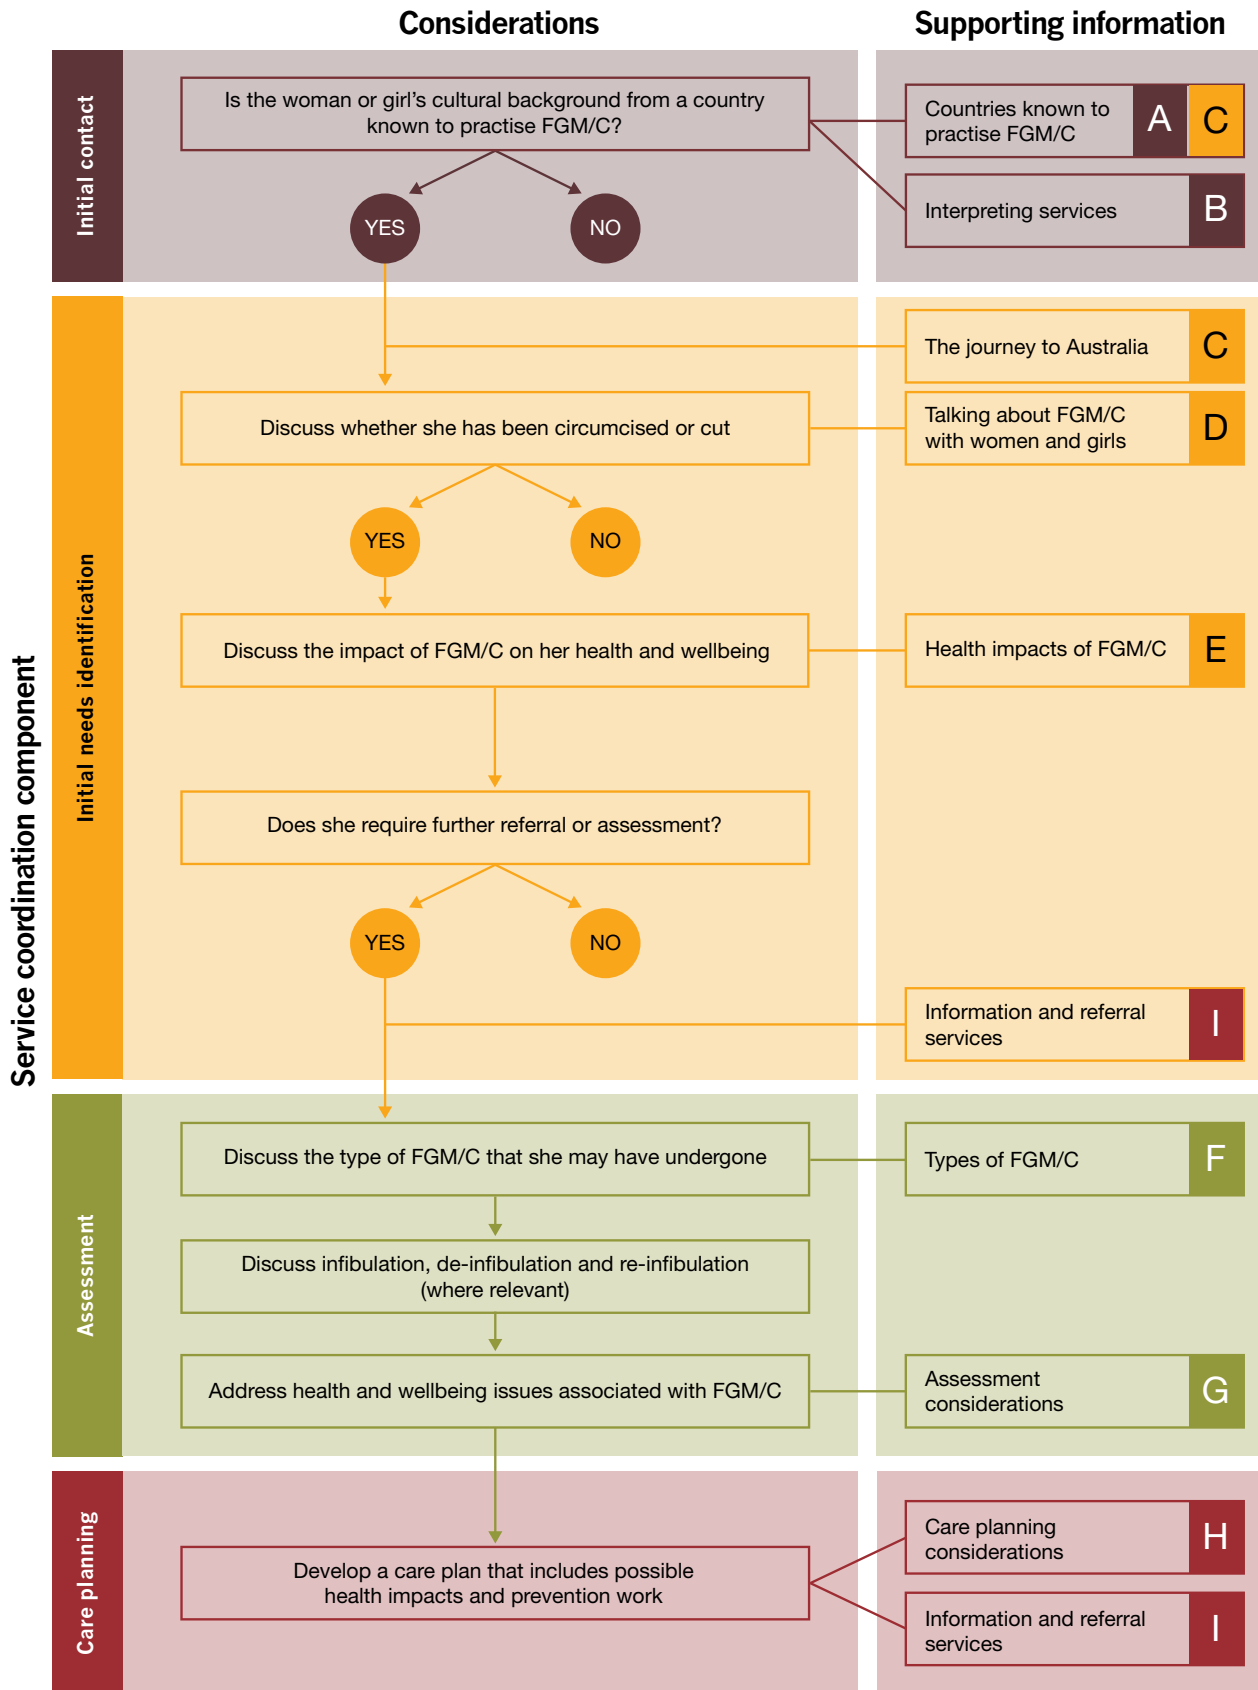 Considerations
Supporting information
Service coordination component
Initial contact
Is the woman or girl's cultural background from a country
known to practise FGM/C?
YES
NO
Countries known to
practise FGM/C
A
C
Interpreting services
B
Initial needs identification
The journey to Australia
C
Discuss whether she has been circumcised or cut
Talking about FGM/C
with women and girls
D
YES
NO
Discuss the impact of FGM/C on her health and wellbeing
Health impacts of FGM/C
E
Does she require further referral or assessment?
YES
NO
Information and referral
services
I
Assessment
Discuss the type of FGM/C that she may have undergone
Types of FGM/C
F
Discuss infibulation, de-infibulation and re-infibulation
(where relevant)
Address health and wellbeing issues associated with FGM/C
Assessment
considerations
G
Care planning
Develop a care plan that includes possible
health impacts and prevention work
Care planning
considerations
H
Information and referral
services
I